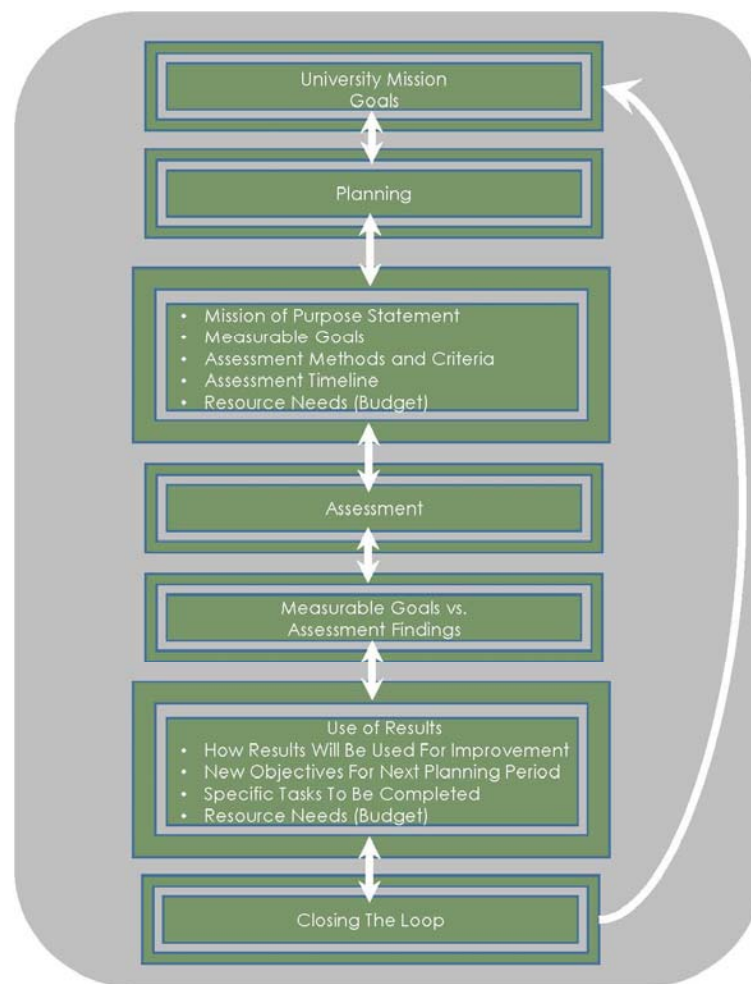 University Mission
Goals
Planning
• Mission of Purpose Statement
• Measurable Goals
• Assessment Methods and Criteria
• Assessment Timeline
• Resource Needs (Budget)
Assessment
Measurable Goals vs.
Assessment Findings
Use of Results
• How Results Will Be Used For Improvement
• New Objectives For Next Planning Period
• Specific Tasks To Be Completed
• Resource Needs (Budget)
Closing The Loop